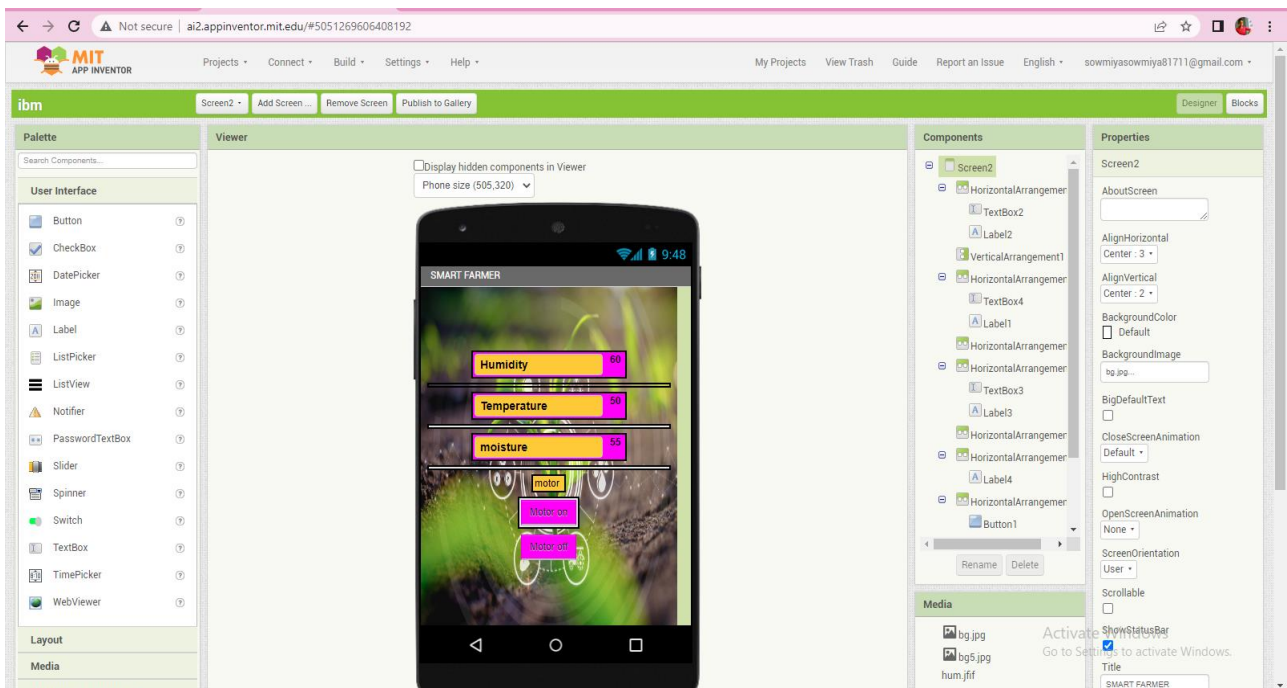 Not secure | ai2.appinventor.mit.edu/#5051269606408192
MIT
APP INVENTOR
Projects Connect Build Settings Help
My Projects View Trash Guide Report an Issue English sowmiyasowmiya81711@gmail.com
ibm
Screen2 Add Screen ... Remove Screen Publish to Gallery
Designer Blocks
Palette
Search Components...
User Interface
Button
CheckBox
DatePicker
Image
Label
ListPicker
ListView
Notifier
PasswordTextBox
Slider
Spinner
Switch
TextBox
TimePicker
WebViewer
Layout
Media
Viewer
Display hidden components in Viewer
Phone size (505,320)
9:48
SMART FARMER
Humidity 60
Temperature 50
moisture 55
motor
Motor on
Motor off
Components
Screen2
HorizontalArrangemer
TextBox2
Label2
VerticalArrangement1
HorizontalArrangemer
TextBox4
Label1
HorizontalArrangemer
HorizontalArrangemer
TextBox3
Label3
HorizontalArrangemer
HorizontalArrangemer
Label4
HorizontalArrangemer
Button1
Rename Delete
Media
bg.jpg
bg5.jpg
hum.jfif
Properties
Screen2
AboutScreen
AlignHorizontal
Center : 3
AlignVertical
Center : 2
BackgroundColor
Default
BackgroundImage
bg.jpg...
BigDefaultText
CloseScreenAnimation
Default
HighContrast
OpenScreenAnimation
None
ScreenOrientation
User
Scrollable
ShowStatusBar
Title
SMART FARMER
Activate Windows
Go to Settings to activate Windows.